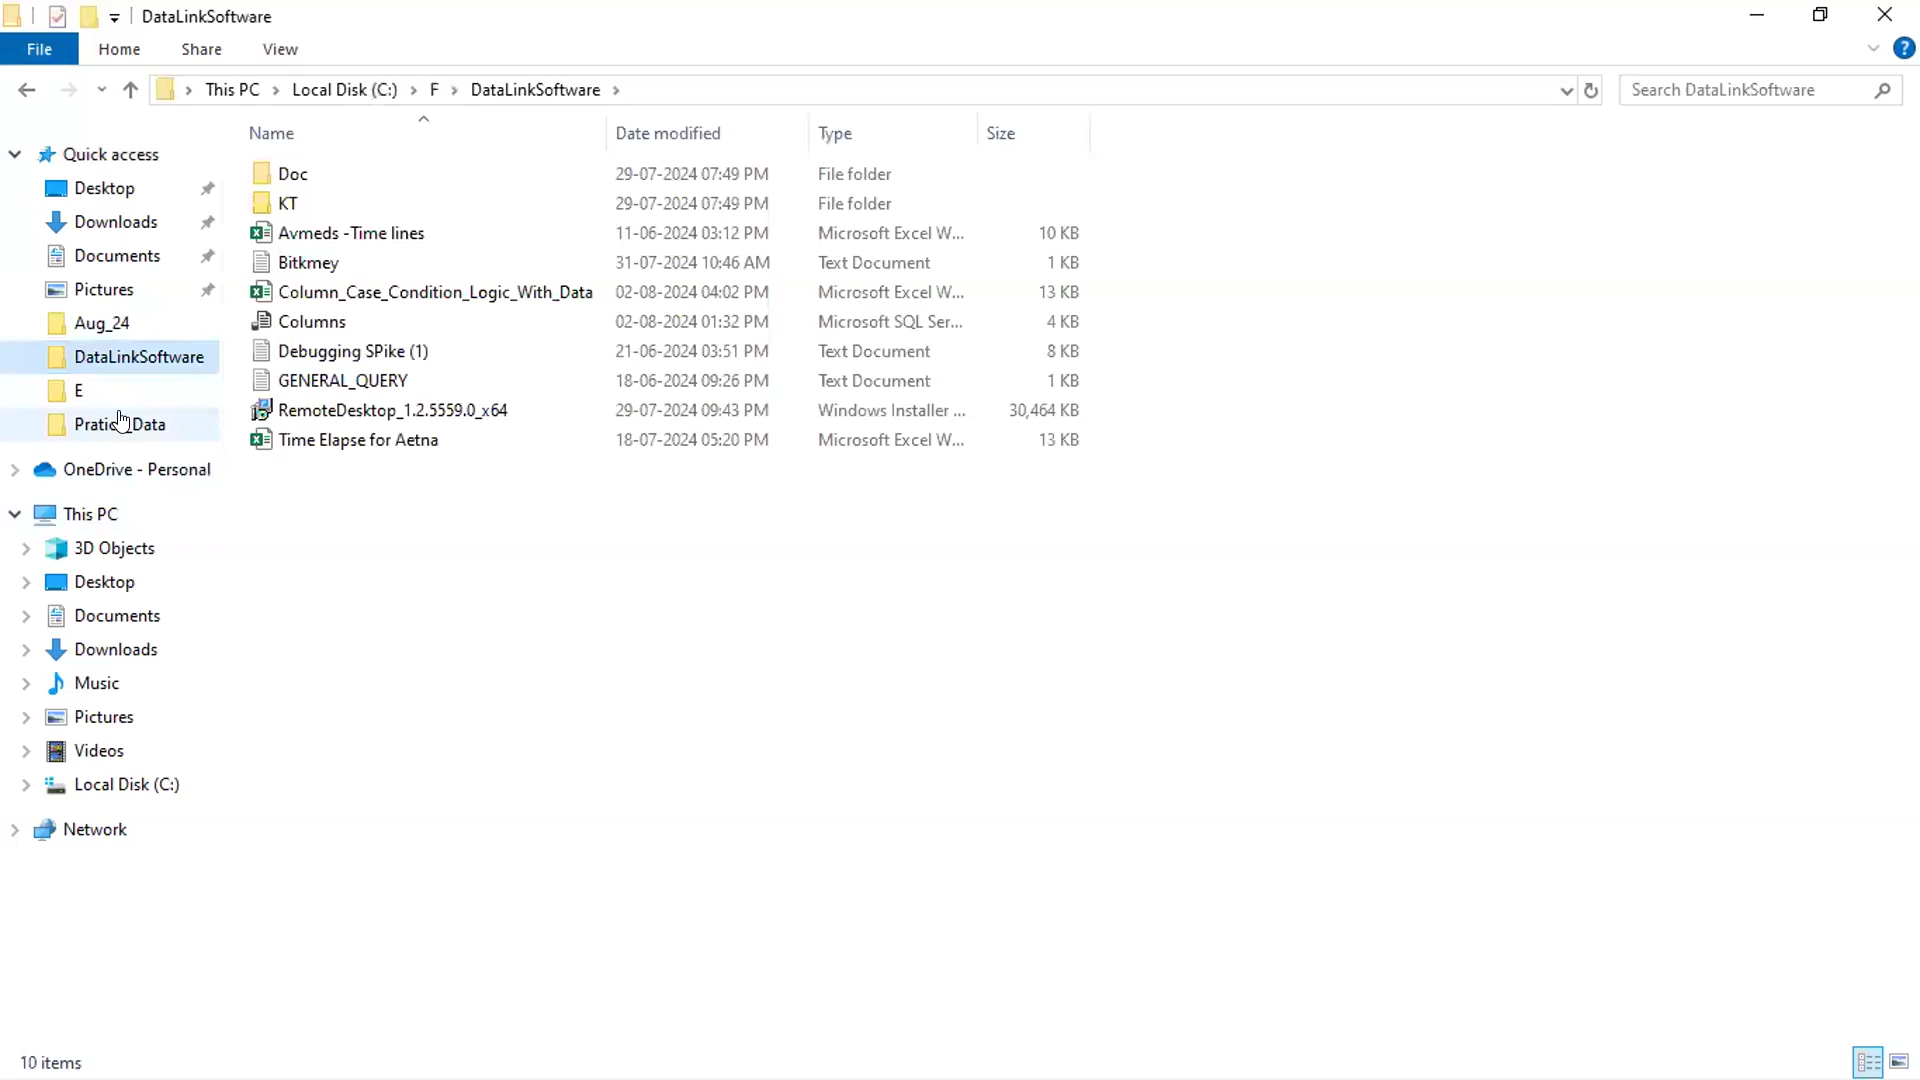 DataLinkSoftware
File Home Share View
This PC Local Disk (C:) F DataLinkSoftware Search DataLinkSoftware
Name Date modified Type Size
Quick access
Desktop
Downloads
Documents
Pictures
Aug_24
DataLinkSoftware
E
OneDrive - Personal
This PC
3D Objects
Desktop
Documents
Downloads
Music
Pictures
Videos
Local Disk (C:)
Network
Doc 29-07-2024 07:49 PM File folder
KT 29-07-2024 07:49 PM File folder
Avmeds -Time lines 11-06-2024 03:12 PM Microsoft Excel W... 10 KB
Bitkmey 31-07-2024 10:46 AM Text Document 1 KB
Column_Case_Condition_Logic_With_Data 02-08-2024 04:02 PM Microsoft Excel W... 13 KB
Columns 02-08-2024 01:32 PM Microsoft SQL Ser... 4 KB
Debugging SPike (1) 21-06-2024 03:51 PM Text Document 8 KB
GENERAL_QUERY 18-06-2024 09:26 PM Text Document 1 KB
RemoteDesktop_1.2.5559.0_x64 29-07-2024 09:43 PM Windows Installer ... 30,464 KB
Time Elapse for Aetna 18-07-2024 05:20 PM Microsoft Excel W... 13 KB
10 items